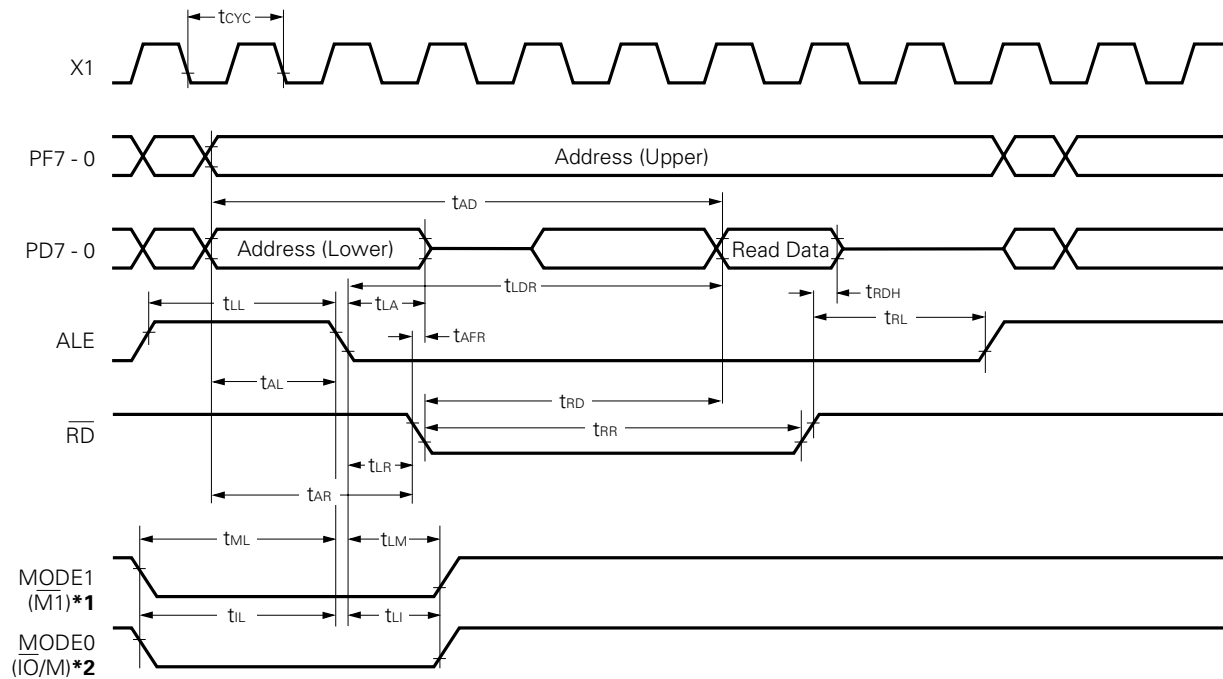 tCYC
X1
PF7 - 0
Address (Upper)
tAD
PD7 - 0
Address (Lower)
Read Data
tLDR
tLL
tLA
tRDH
tRL
ALE
tAFR
tAL
tRD
RD
tRR
tLR
tAR
tML
tLM
MODE1
(M1)*1
tIL
tLI
MODE0
(IO/M)*2